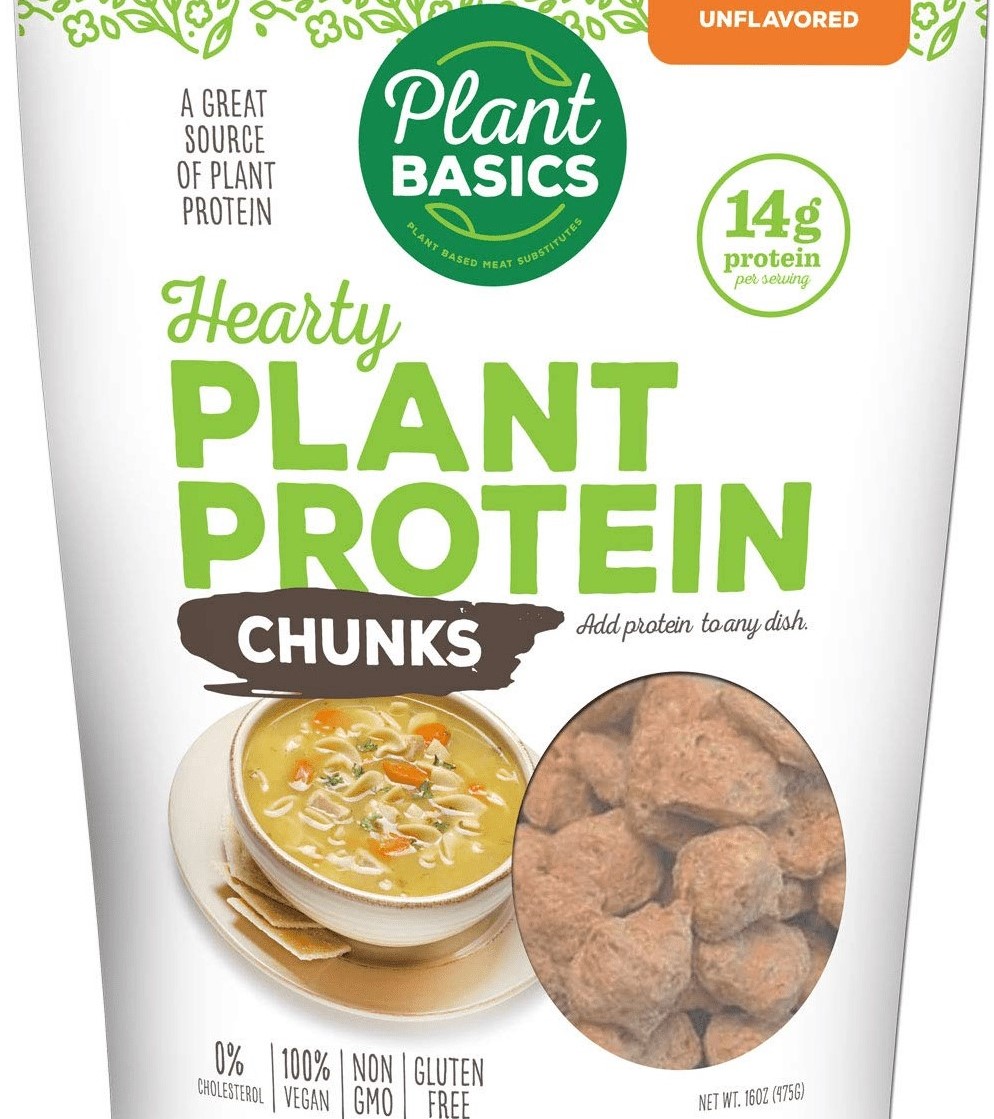 UNFLAVORED
A GREAT
SOURCE
OF PLANT
PROTEIN
Plant
BASICS
PLANT BASED MEAT SUBSTITUTES
14g
protein
per serving
Hearty
PLANT
PROTEIN
CHUNKS
Add protein to any dish.
0%
CHOLESTEROL
100%
VEGAN
NON
GMO
GLUTEN
FREE
NET WT. 16OZ (475G)